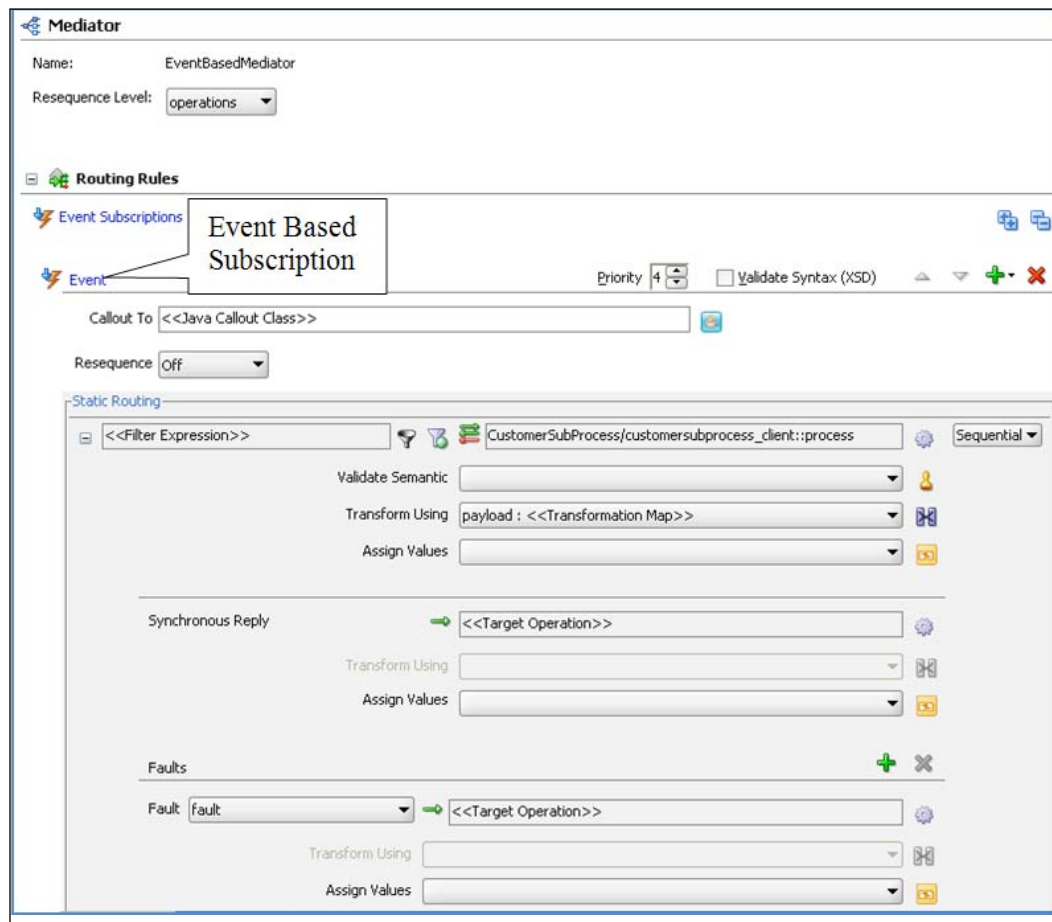 Mediator
Name: EventBasedMediator
Resequence Level: operations
Routing Rules
Event Subscriptions
Event Based
Subscription
Event Priority 4 Validate Syntax (XSD)
Callout To <<Java Callout Class>>
Resequence Off
Static Routing
<<Filter Expression>> CustomerSubProcess/customersubprocess_client::process Sequential
Validate Semantic
Transform Using payload : <<Transformation Map>>
Assign Values
Synchronous Reply <<Target Operation>>
Transform Using
Assign Values
Faults
Fault fault <<Target Operation>>
Transform Using
Assign Values